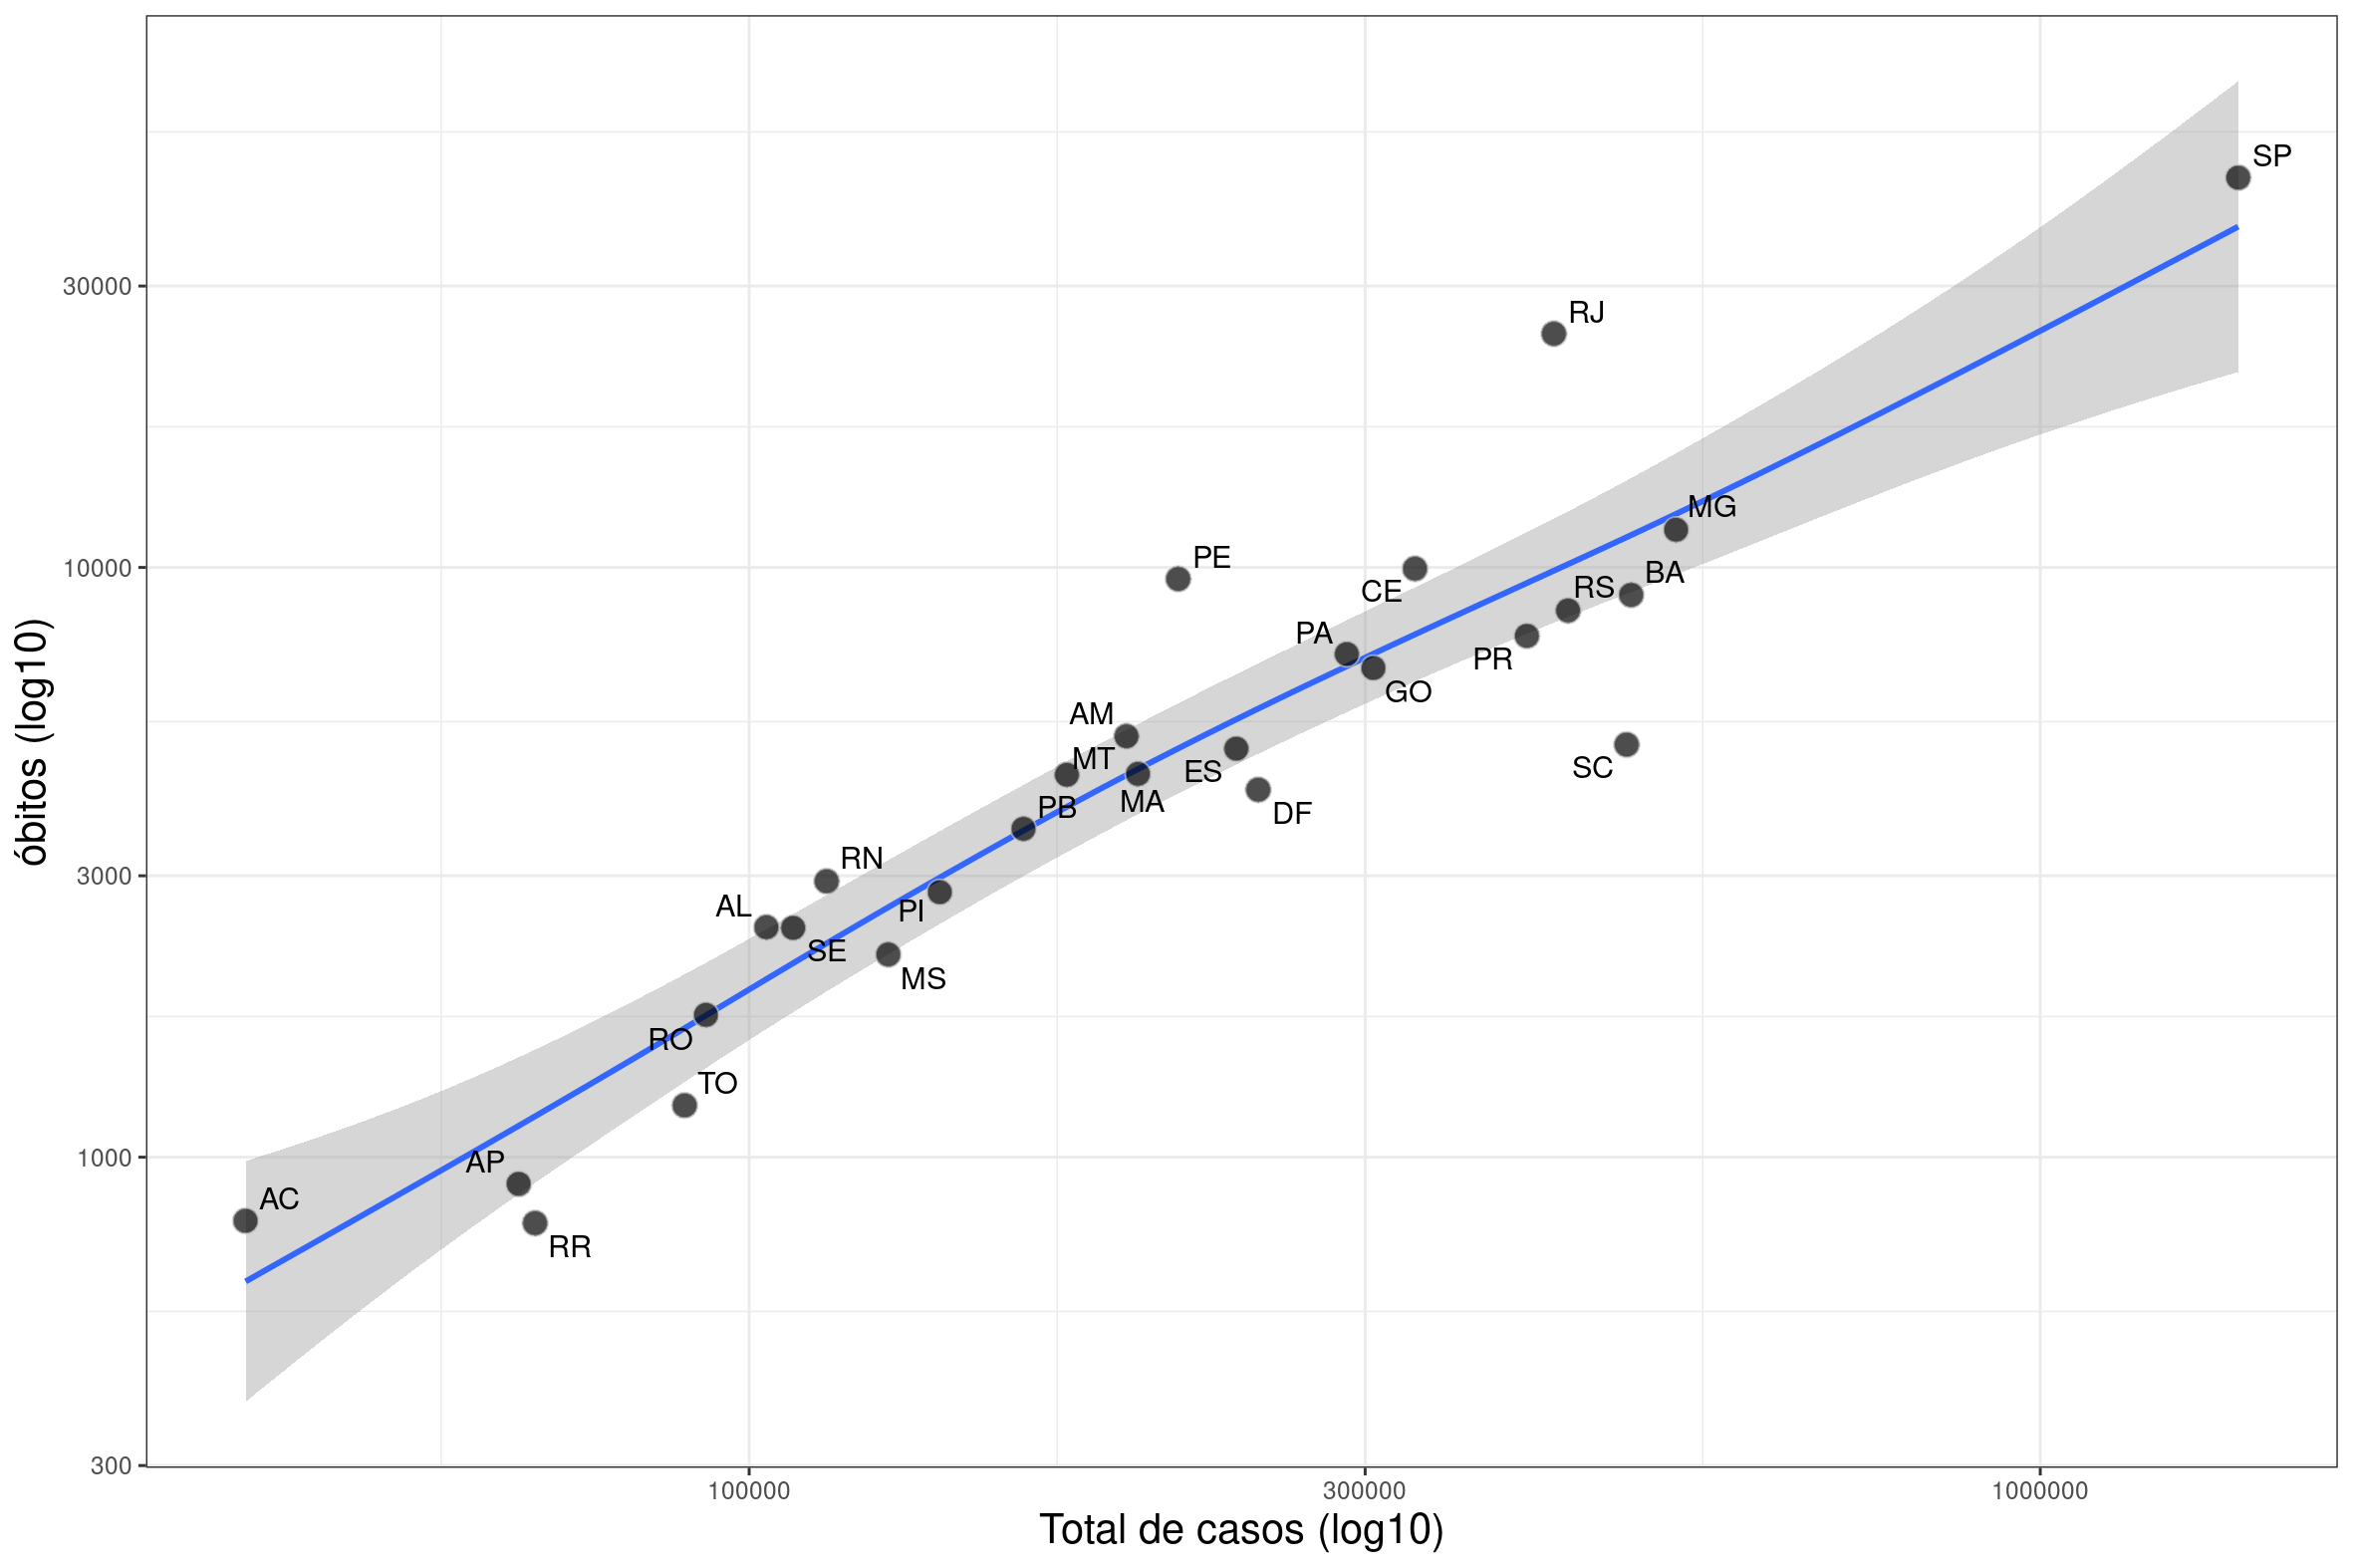 SP
RJ
30000
MG
PE
10000
CE
BA
RS
PA
PR
GO
AM
MT
ES
SC
MA
PB
DF
RN
3000
AL
PI
SE
MS
RO
TO
1000
AP
AC
RR
300
óbitos (log10)
100000
300000
1000000
Total de casos (log10)